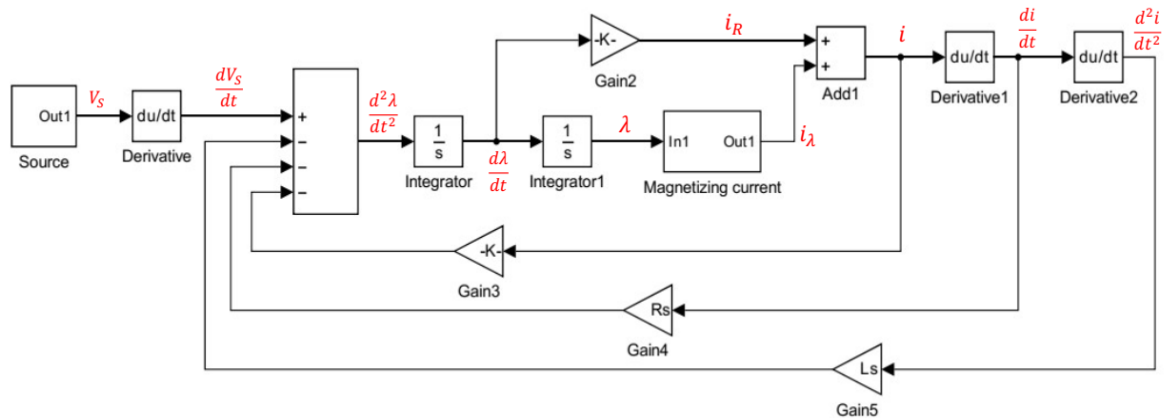 Out1
Source
V_S
du/dt
Derivative
dV_S/dt
+
−
−
−
d²λ/dt²
1/s
Integrator
dλ/dt
1/s
Integrator1
λ
-K-
Gain2
i_R
In1
Out1
Magnetizing current
i_λ
+
+
Add1
i
du/dt
Derivative1
di/dt
du/dt
Derivative2
d²i/dt²
-K-
Gain3
Rs
Gain4
Ls
Gain5